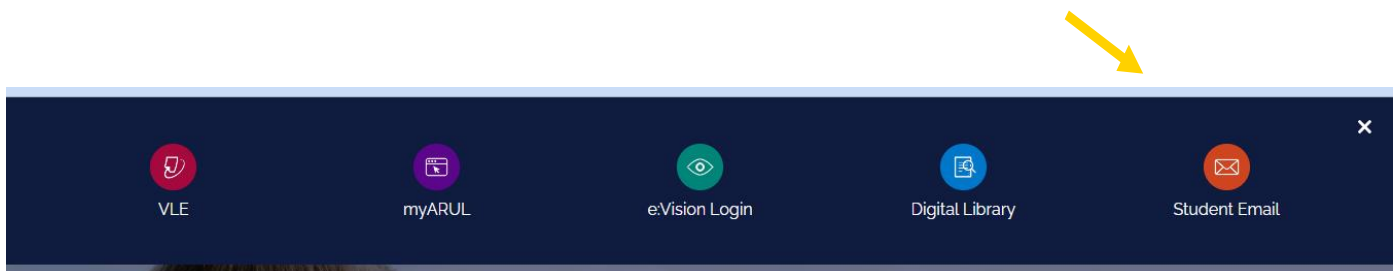 VLE
myARUL
e:Vision Login
Digital Library
Student Email